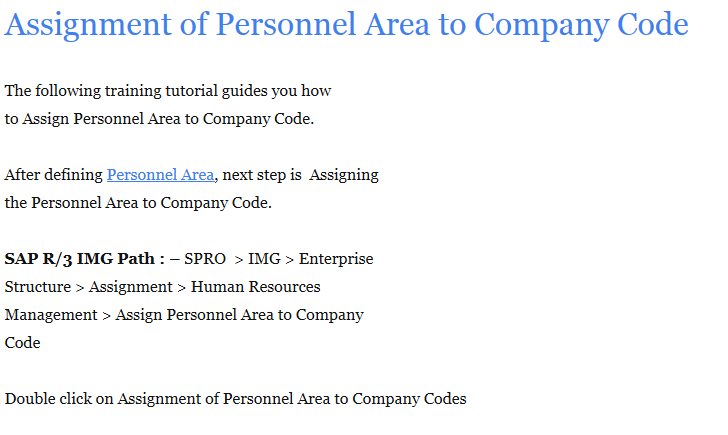 Assignment of Personnel Area to Company Code
The following training tutorial guides you how
to Assign Personnel Area to Company Code.
After defining Personnel Area, next step is  Assigning
the Personnel Area to Company Code.
SAP R/3 IMG Path : – SPRO  > IMG > Enterprise
Structure > Assignment > Human Resources
Management > Assign Personnel Area to Company
Code
Double click on Assignment of Personnel Area to Company Codes